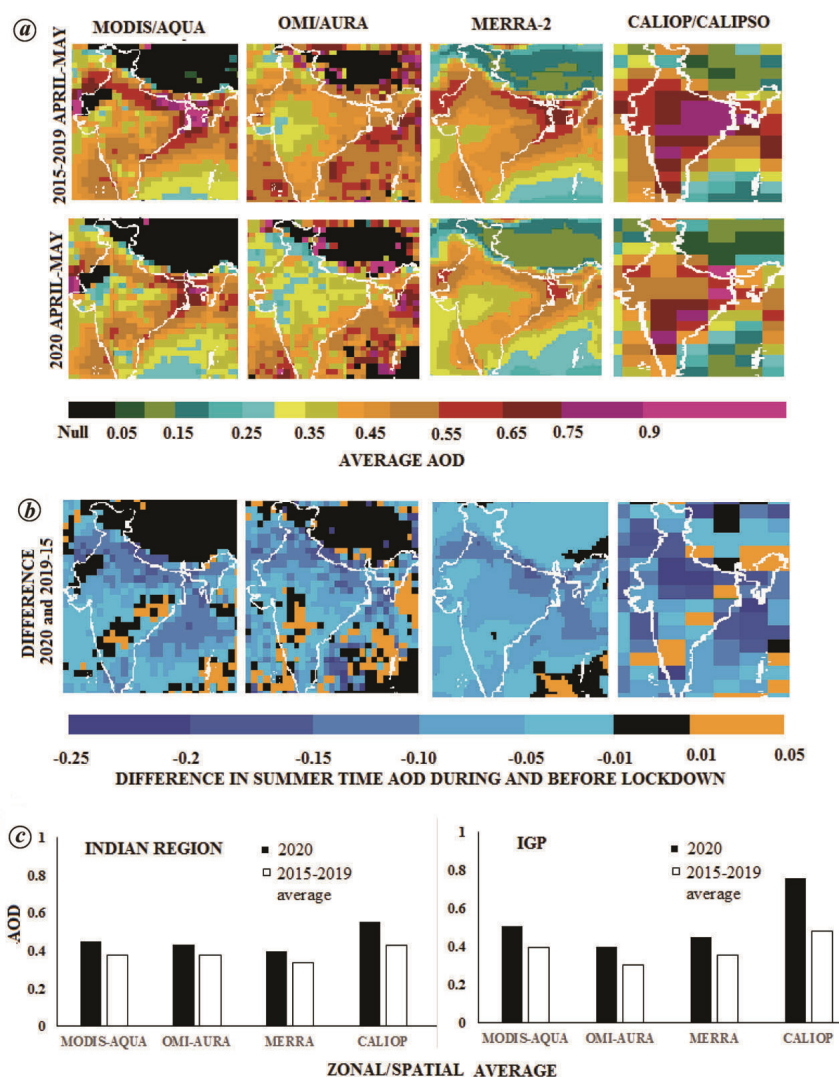 a
MODIS/AQUA OMI/AURA MERRA-2 CALIOP/CALIPSO
2015-2019 APRIL-MAY
2020 APRIL-MAY
Null 0.05 0.15 0.25 0.35 0.45 0.55 0.65 0.75 0.9
AVERAGE AOD
b
DIFFERENCE
2020 and 2019-15
-0.25 -0.2 -0.15 -0.10 -0.05 -0.01 0.01 0.05
DIFFERENCE IN SUMMER TIME AOD DURING AND BEFORE LOCKDOWN
c
INDIAN REGION
2020
2015-2019
average
AOD
1
0.8
0.6
0.4
0.2
0
MODIS-AQUA OMI-AURA MERRA CALIOP
IGP
2020
2015-2019
average
1
0.8
0.6
0.4
0.2
0
MODIS-AQUA OMI-AURA MERRA CALIOP
ZONAL/SPATIAL AVERAGE